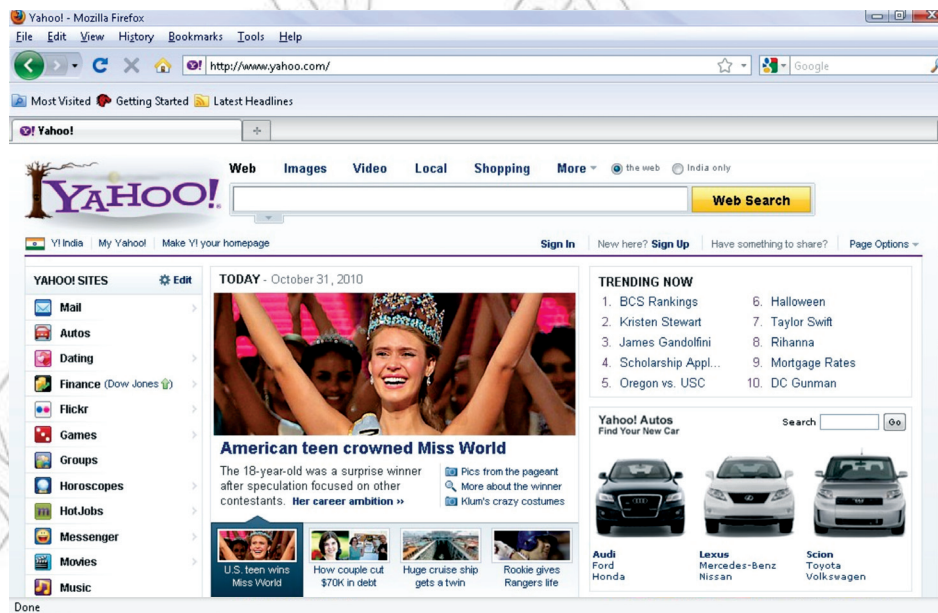 Yahoo! - Mozilla Firefox
File Edit View History Bookmarks Tools Help
http://www.yahoo.com/
Google
Most Visited Getting Started Latest Headlines
Yahoo!
YAHOO!
Web Images Video Local Shopping More the web India only
Web Search
Y! India My Yahoo! Make Y! your homepage
Sign In New here? Sign Up Have something to share? Page Options
YAHOO! SITES Edit
Mail
Autos
Dating
Finance (Dow Jones)
Flickr
Games
Groups
Horoscopes
HotJobs
Messenger
Movies
Music
TODAY - October 31, 2010
American teen crowned Miss World
The 18-year-old was a surprise winner
after speculation focused on other
contestants. Her career ambition »
Pics from the pageant
More about the winner
Klum's crazy costumes
U.S. teen wins
Miss World
How couple cut
$70K in debt
Huge cruise ship
gets a twin
Rookie gives
Rangers life
TRENDING NOW
1. BCS Rankings
2. Kristen Stewart
3. James Gandolfini
4. Scholarship Appl...
5. Oregon vs. USC
6. Halloween
7. Taylor Swift
8. Rihanna
9. Mortgage Rates
10. DC Gunman
Yahoo! Autos
Find Your New Car
Search Go
Audi
Ford
Honda
Lexus
Mercedes-Benz
Nissan
Scion
Toyota
Volkswagen
Done